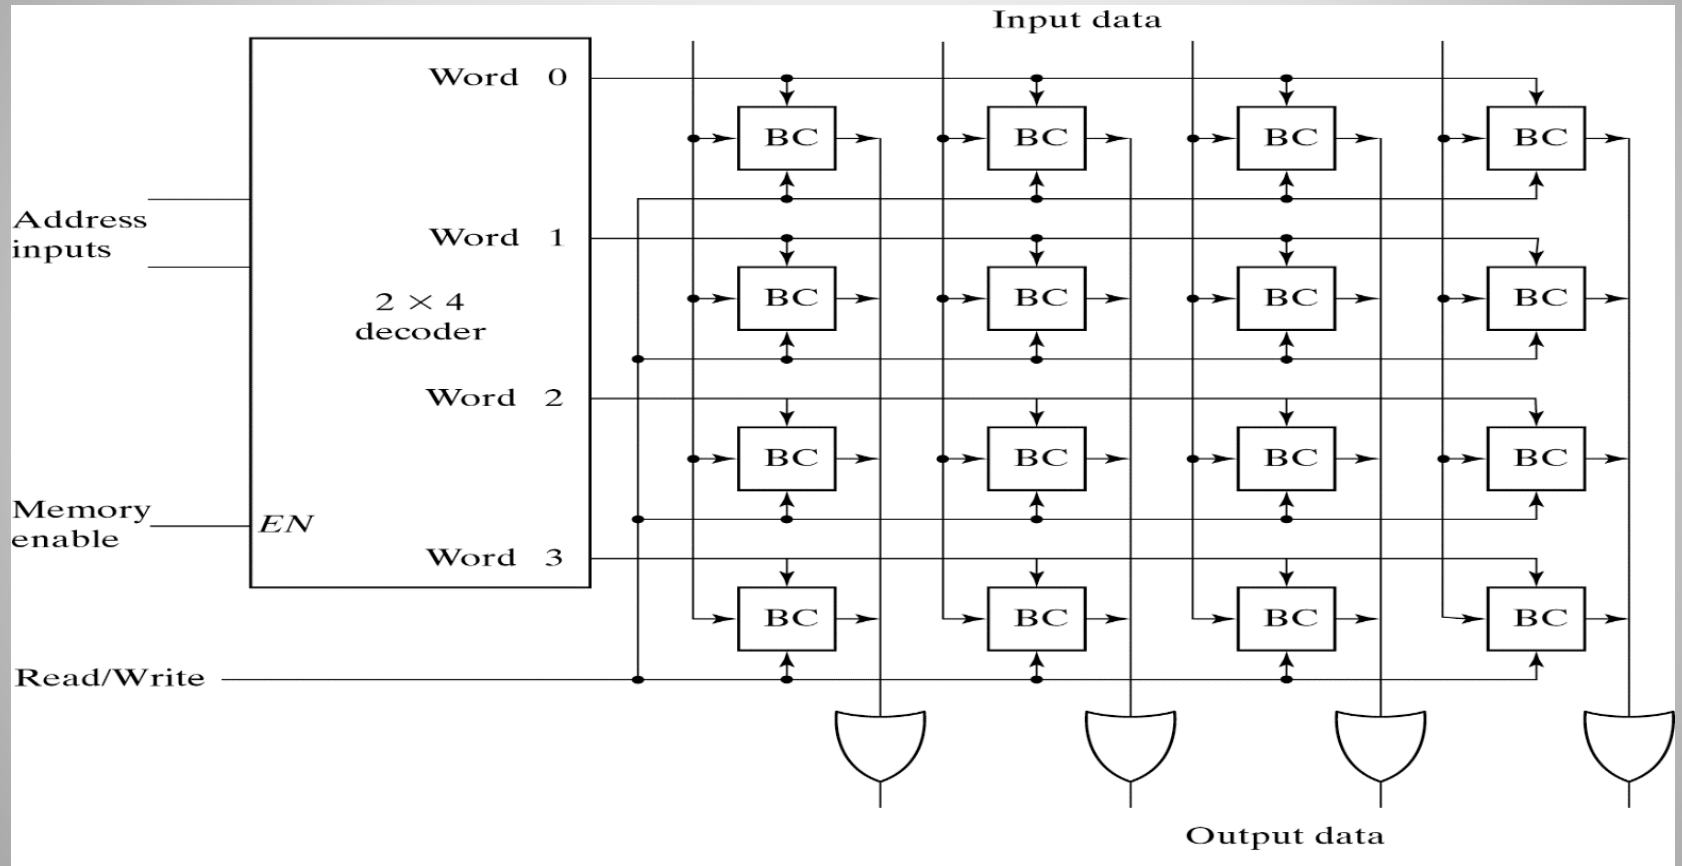 Input data
Word 0
BC BC BC BC
Address
inputs
Word 1
2 × 4
decoder
BC BC BC BC
Word 2
BC BC BC BC
Memory
enable
EN
Word 3
BC BC BC BC
Read/Write
Output data